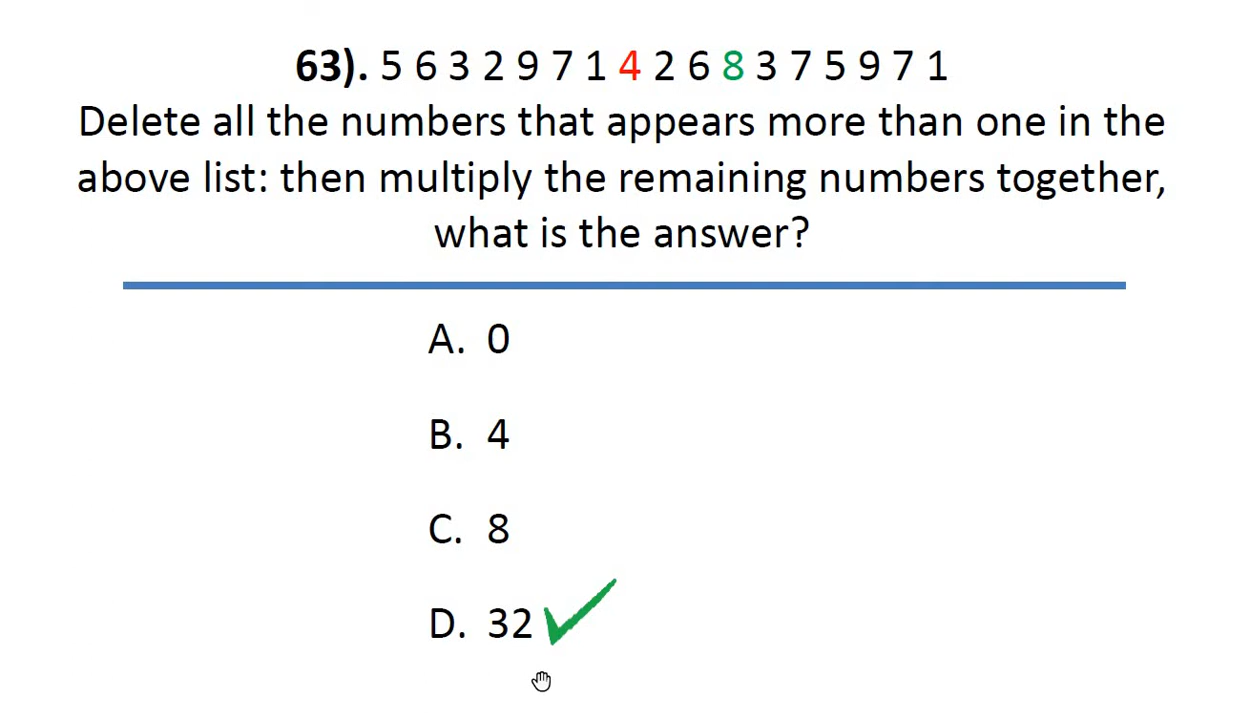 63). 5 6 3 2 9 7 1 4 2 6 8 3 7 5 9 7 1
Delete all the numbers that appears more than one in the
above list: then multiply the remaining numbers together,
what is the answer?
A. 0
B. 4
C. 8
D. 32